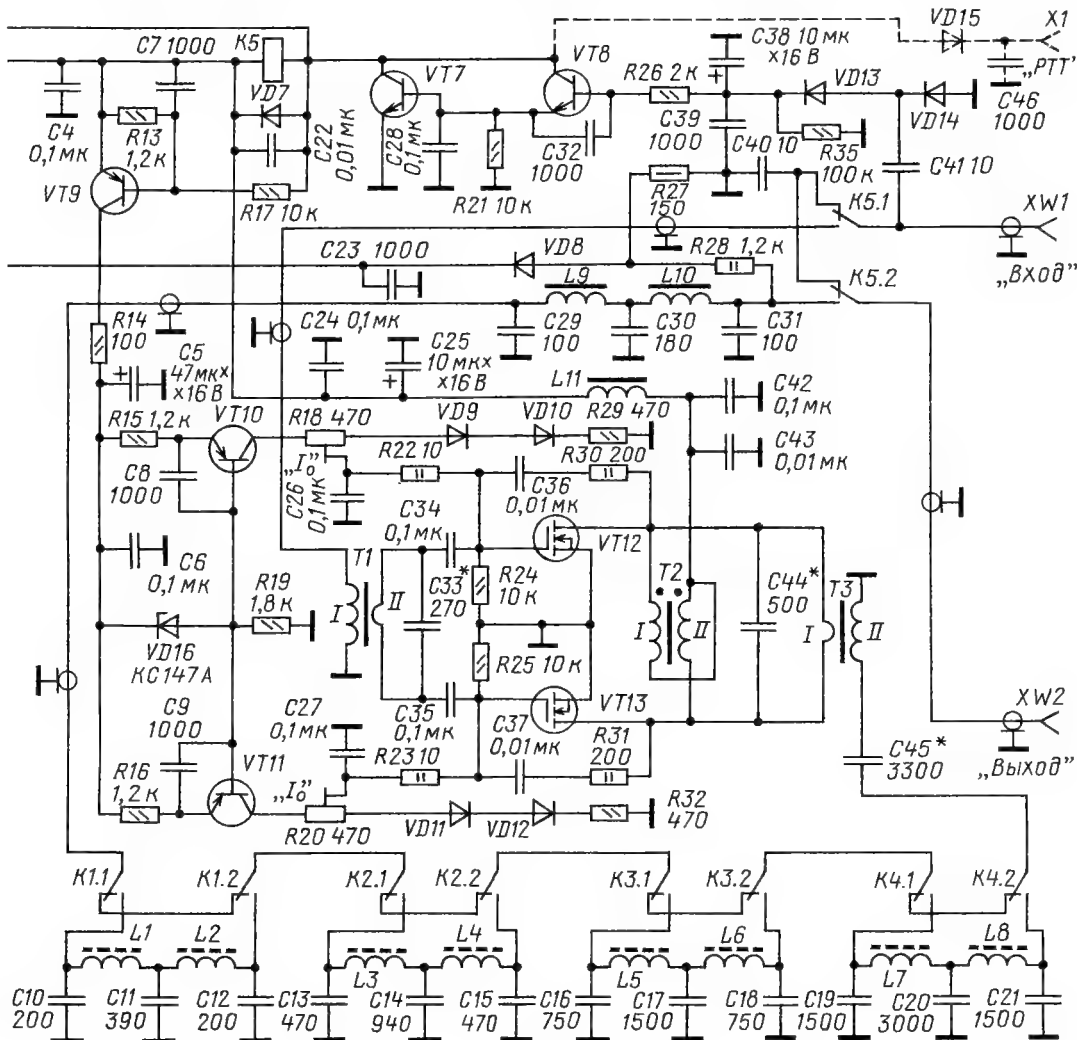 C7 1000
K5
VD7
C4
0,1 мк
R13
1,2 к
VT9
R17 10 к
C22
0,01 мк
VT7
C28
0,1 мк
R21 10 к
VT8
C32
1000
R26 2 к
C38 10 мк
×16 В
C39
1000
R27
150
C40 10
VD13
R35
100 к
VD15
X1
„PTT"
C46
1000
VD14
C41 10
K5.1
XW1
„Вход"
C23 1000
VD8
R28 1,2 к
K5.2
L9
L10
C29
100
C30
180
C31
100
R14
100
C5
47 мк×
×16 В
C24 0,1 мк
C25
10 мк×
×16 В
L11
C42
0,1 мк
C43
0,01 мк
R15 1,2 к
VT10
R18 470
VD9
VD10
R29 470
C8
1000
„I₀"
C26
0,1 мк
R22 10
R30 200
C36
0,01 мк
C34
0,1 мк
VT12
C6
0,1 мк
R19
1,8 к
T1
I
II
C33*
270
R24
10 к
T2
I
II
C44*
500
T3
I
II
VD16
КС147А
R25 10 к
VT13
C9
1000
C27
0,1 мк
C35
0,1 мк
C37
0,01 мк
R31
200
R23 10
R16
1,2 к
VT11
„I₀"
R20 470
VD11
VD12
R32
470
C45*
3300
XW2
„Выход"
K1.1
K1.2
K2.1
K2.2
K3.1
K3.2
K4.1
K4.2
L1
L2
L3
L4
L5
L6
L7
L8
C10
200
C11
390
C12
200
C13
470
C14
940
C15
470
C16
750
C17
1500
C18
750
C19
1500
C20
3000
C21
1500